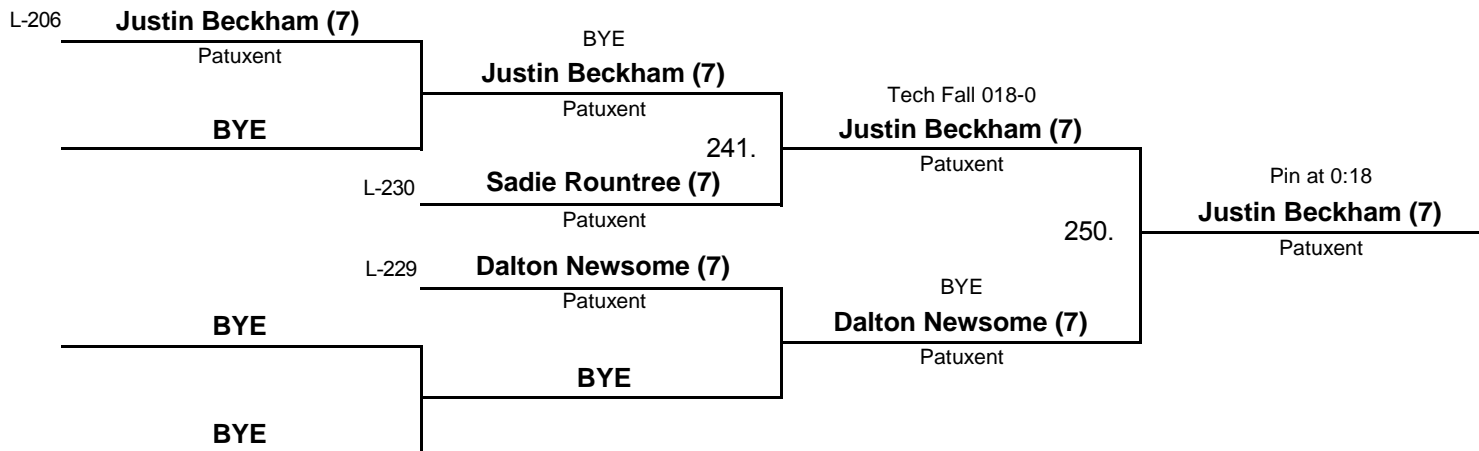 L-206
Justin Beckham (7)
Patuxent
BYE
BYE
Justin Beckham (7)
Patuxent
241.
L-230
Sadie Rountree (7)
Patuxent
Tech Fall 018-0
Justin Beckham (7)
Patuxent
250.
Pin at 0:18
Justin Beckham (7)
Patuxent
L-229
Dalton Newsome (7)
Patuxent
BYE
Dalton Newsome (7)
Patuxent
BYE
BYE
BYE